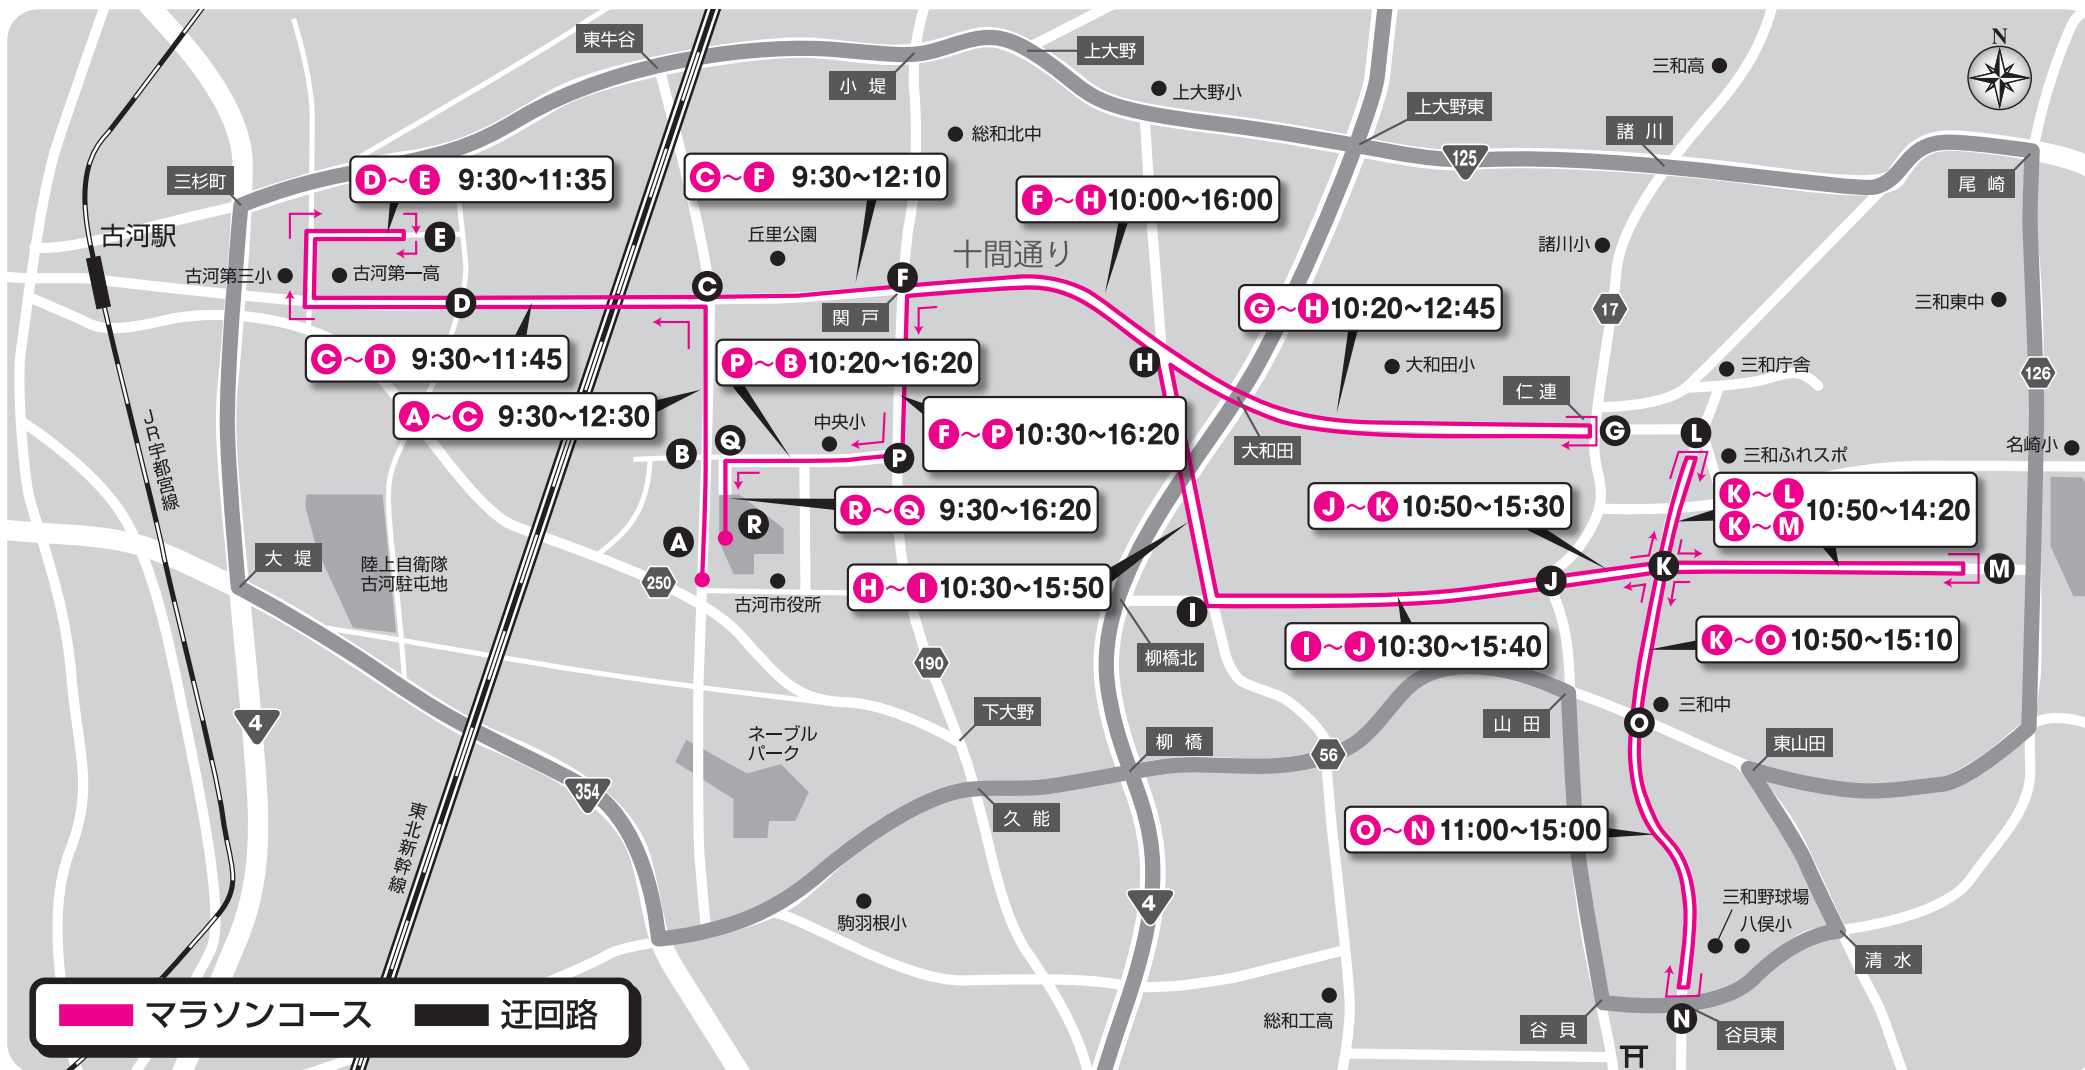 N
東牛谷
上大野
三和高
小堤
上大野小
上大野東
諸川
総和北中
125
三杉町
D〜E 9:30〜11:35
C〜F 9:30〜12:10
F〜H 10:00〜16:00
尾崎
古河駅
E
丘里公園
十間通り
諸川小
古河第三小
古河第一高
C
F
D
関戸
G〜H 10:20〜12:45
17
三和東中
C〜D 9:30〜11:45
P〜B 10:20〜16:20
H
大和田小
三和庁舎
126
仁連
A〜C 9:30〜12:30
中央小
F〜P 10:30〜16:20
大和田
G
L
名崎小
B
Q
P
三和ふれスポ
JR宇都宮線
R〜Q 9:30〜16:20
J〜K 10:50〜15:30
K〜L
K〜M
10:50〜14:20
A
R
大堤
陸上自衛隊
古河駐屯地
250
古河市役所
H〜I 10:30〜15:50
I
J
K
M
I〜J 10:30〜15:40
K〜O 10:50〜15:10
190
柳橋北
4
下大野
三和中
O
山田
ネーブル
パーク
柳橋
56
東山田
354
久能
O〜N 11:00〜15:00
東北新幹線
駒羽根小
4
三和野球場
八俣小
清水
総和工高
谷貝
N
谷貝東
マラソンコース
迂回路